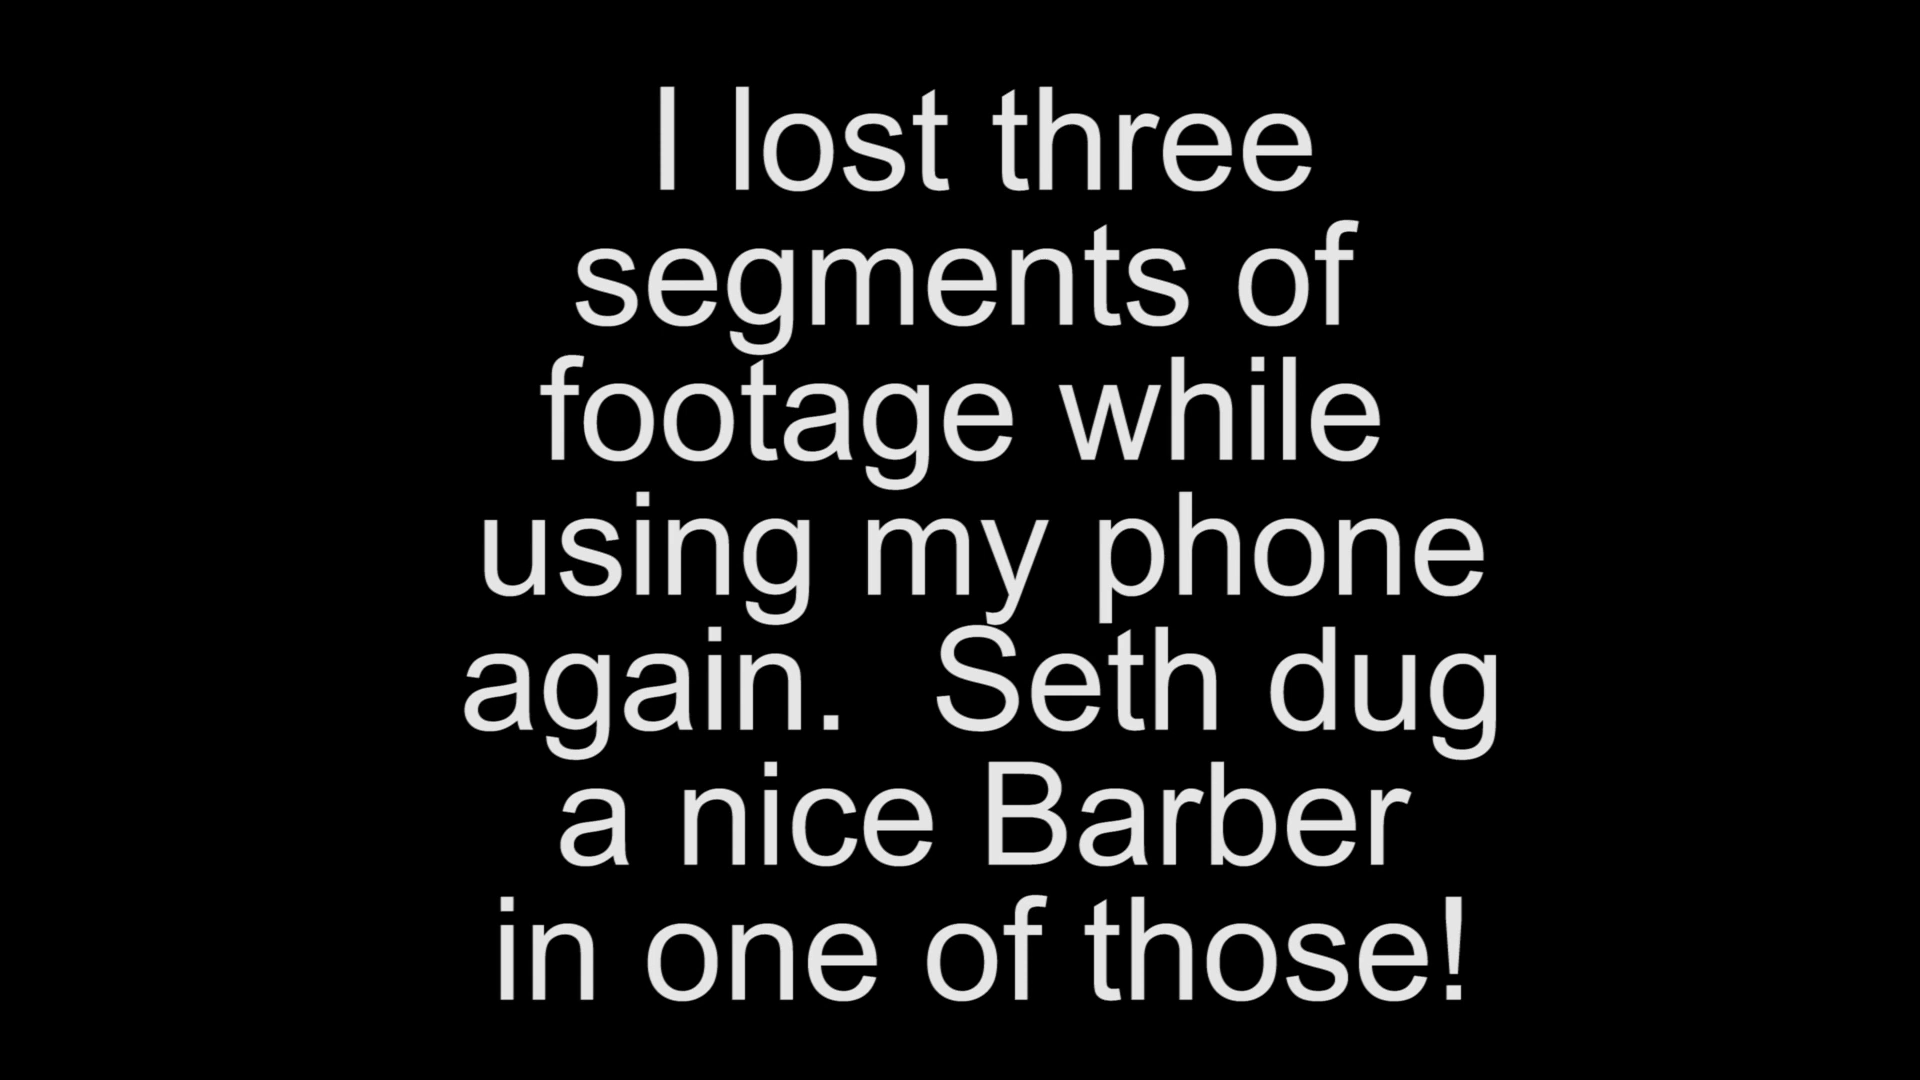 I lost three
segments of
footage while
using my phone
again.  Seth dug
a nice Barber
in one of those!